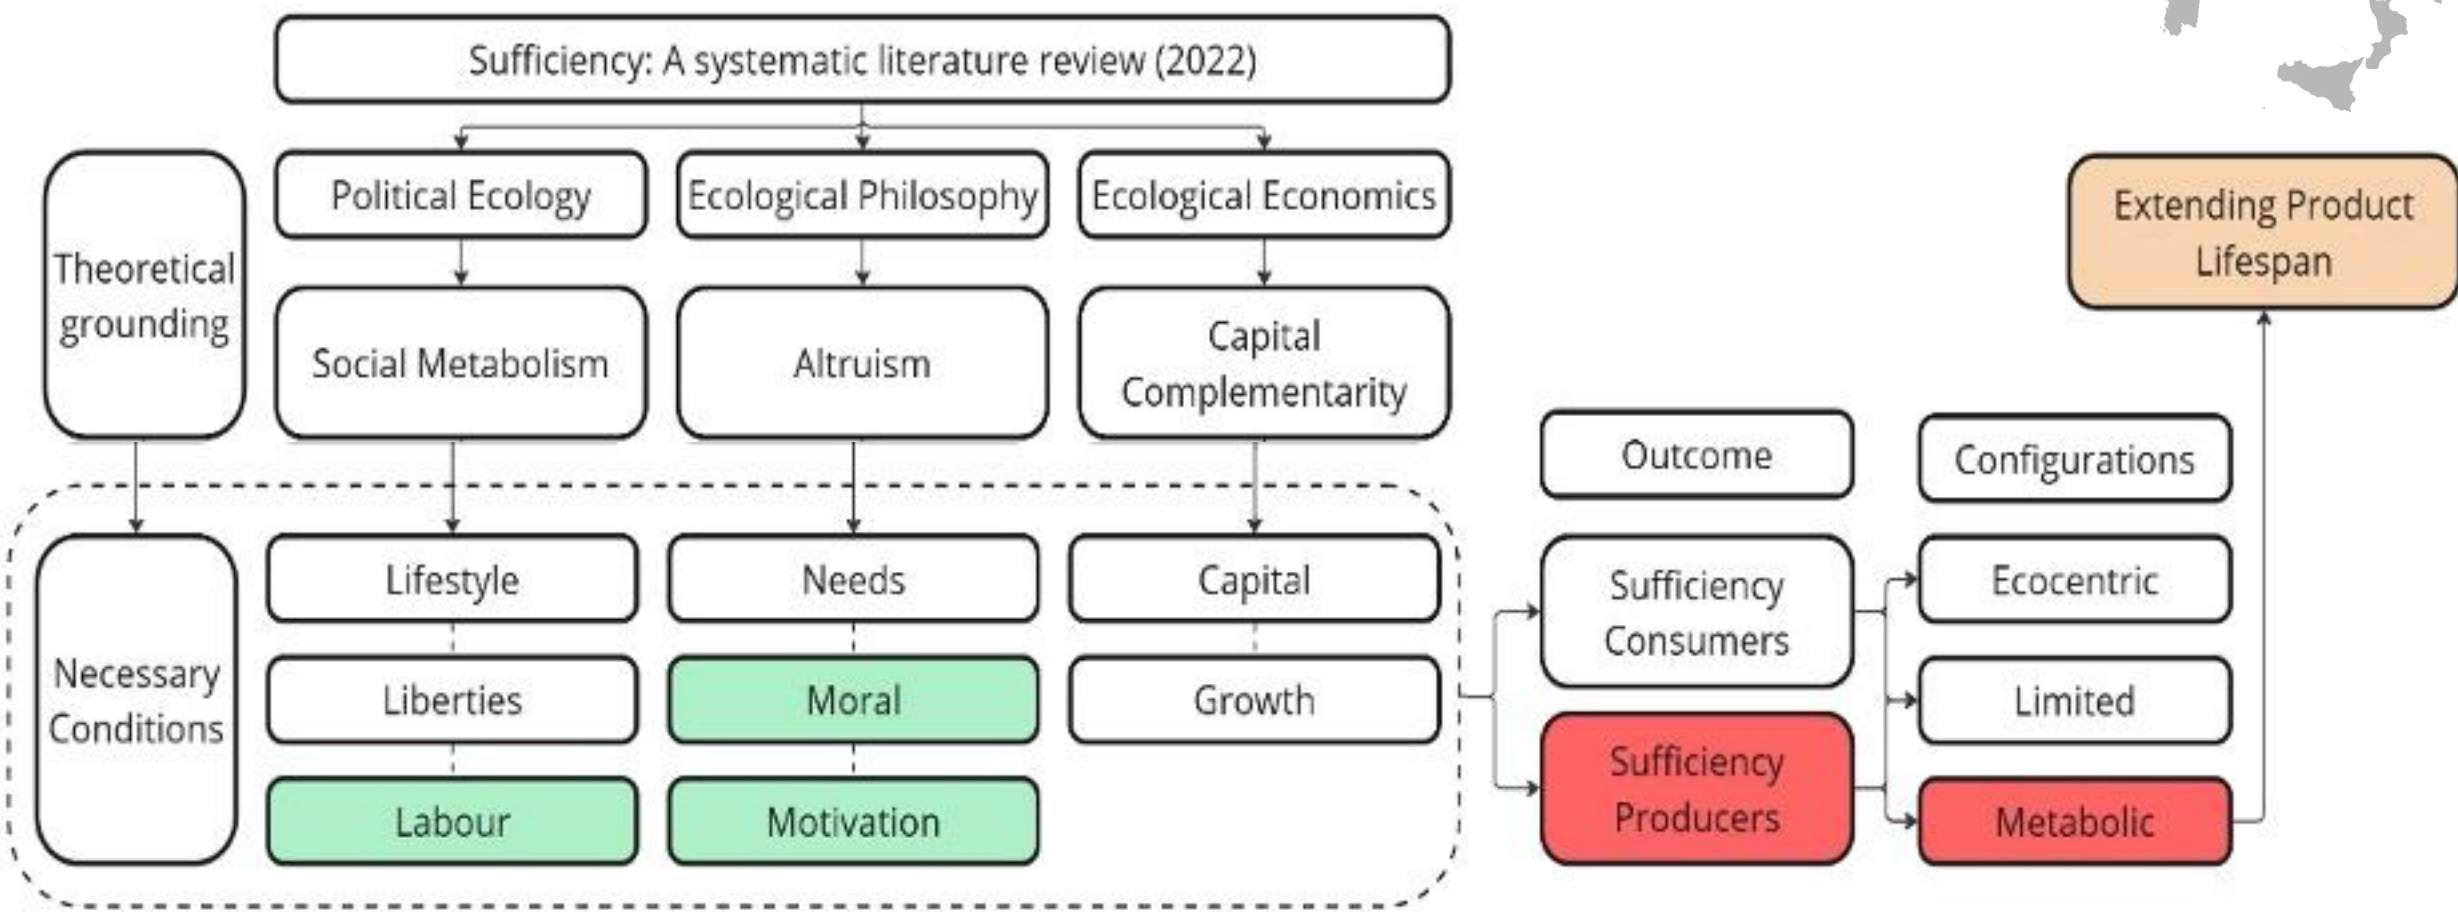 Sufficiency: A systematic literature review (2022)
Theoretical
grounding
Political Ecology
Ecological Philosophy
Ecological Economics
Social Metabolism
Altruism
Capital
Complementarity
Necessary
Conditions
Lifestyle
Needs
Capital
Liberties
Moral
Growth
Labour
Motivation
Outcome
Sufficiency
Consumers
Sufficiency
Producers
Configurations
Ecocentric
Limited
Metabolic
Extending Product
Lifespan